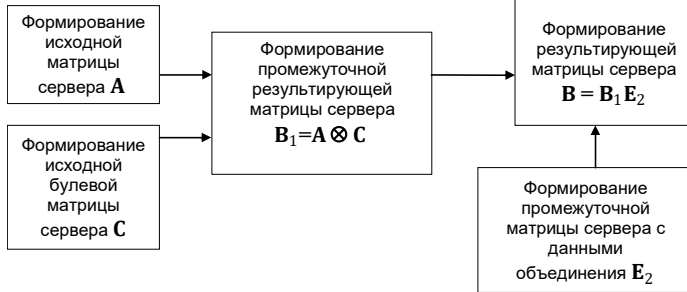 Формирование
исходной
матрицы
сервера A
Формирование
исходной
булевой
матрицы
сервера C
Формирование
промежуточной
результирующей
матрицы сервера
B₁=A ⊗ C
Формирование
результирующей
матрицы сервера
B = B₁E₂
Формирование
промежуточной
матрицы сервера с
данными
объединения E₂